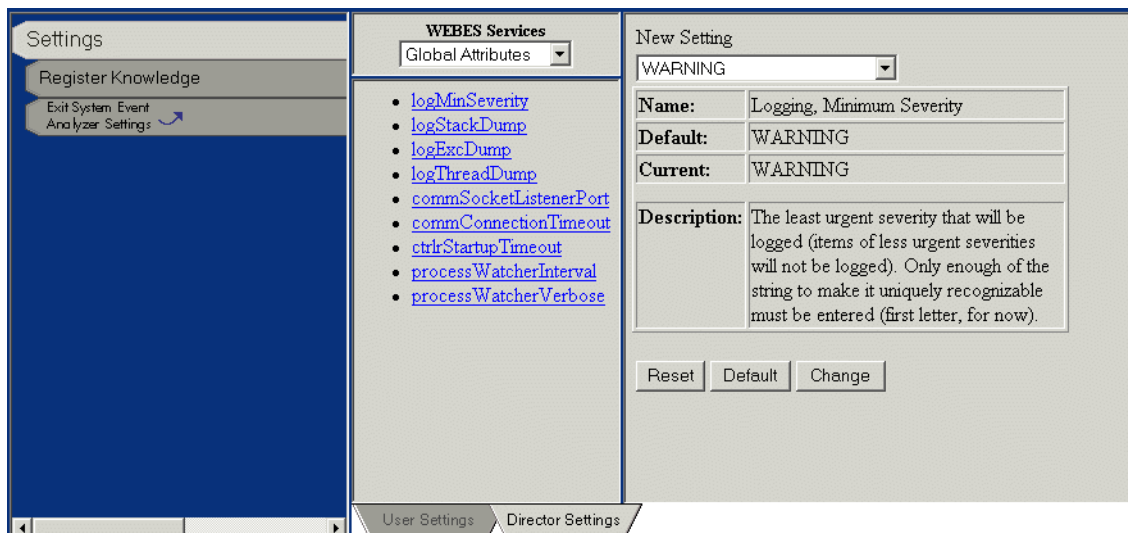 Settings
Register Knowledge
Exit System Event
Analyzer Settings
WEBES Services
Global Attributes
logMinSeverity
logStackDump
logExcDump
logThreadDump
commSocketListenerPort
commConnectionTimeout
ctrlrStartupTimeout
processWatcherInterval
processWatcherVerbose
User Settings
Director Settings
New Setting
WARNING
Name: Logging, Minimum Severity
Default: WARNING
Current: WARNING
Description: The least urgent severity that will be
logged (items of less urgent severities
will not be logged). Only enough of the
string to make it uniquely recognizable
must be entered (first letter, for now).
Reset Default Change